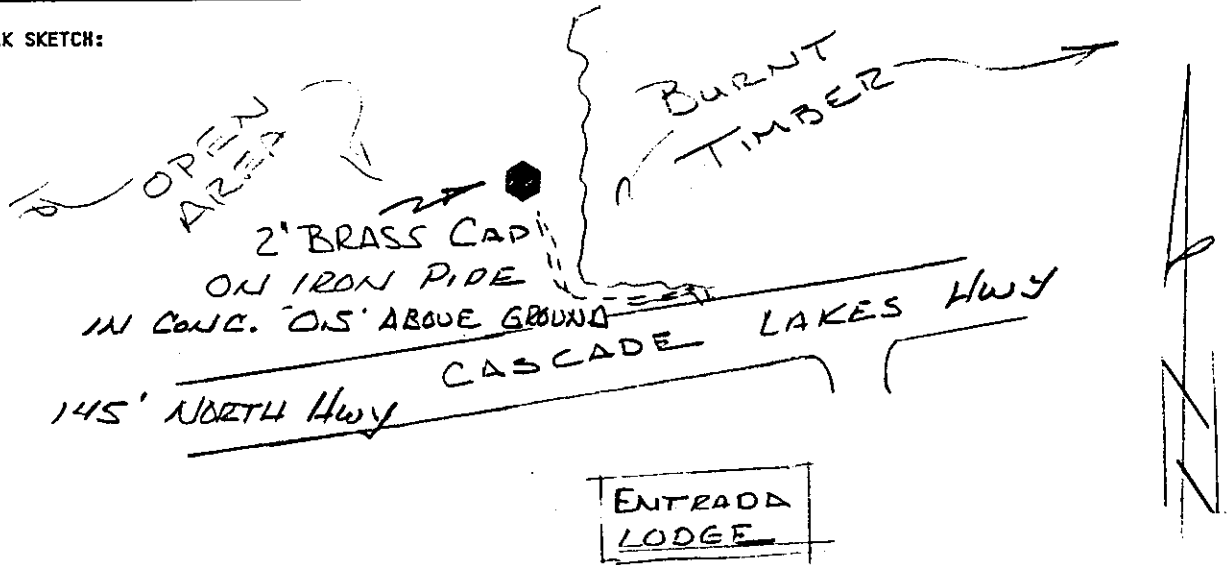 K SKETCH:
BURNT
TIMBER
OPEN
AREA
2" BRASS CAP
ON IRON PIPE
IN CONC. 0.5' ABOVE GROUND
CASCADE LAKES HWY
145' NORTH HWY
ENTRADA
LODGE
N